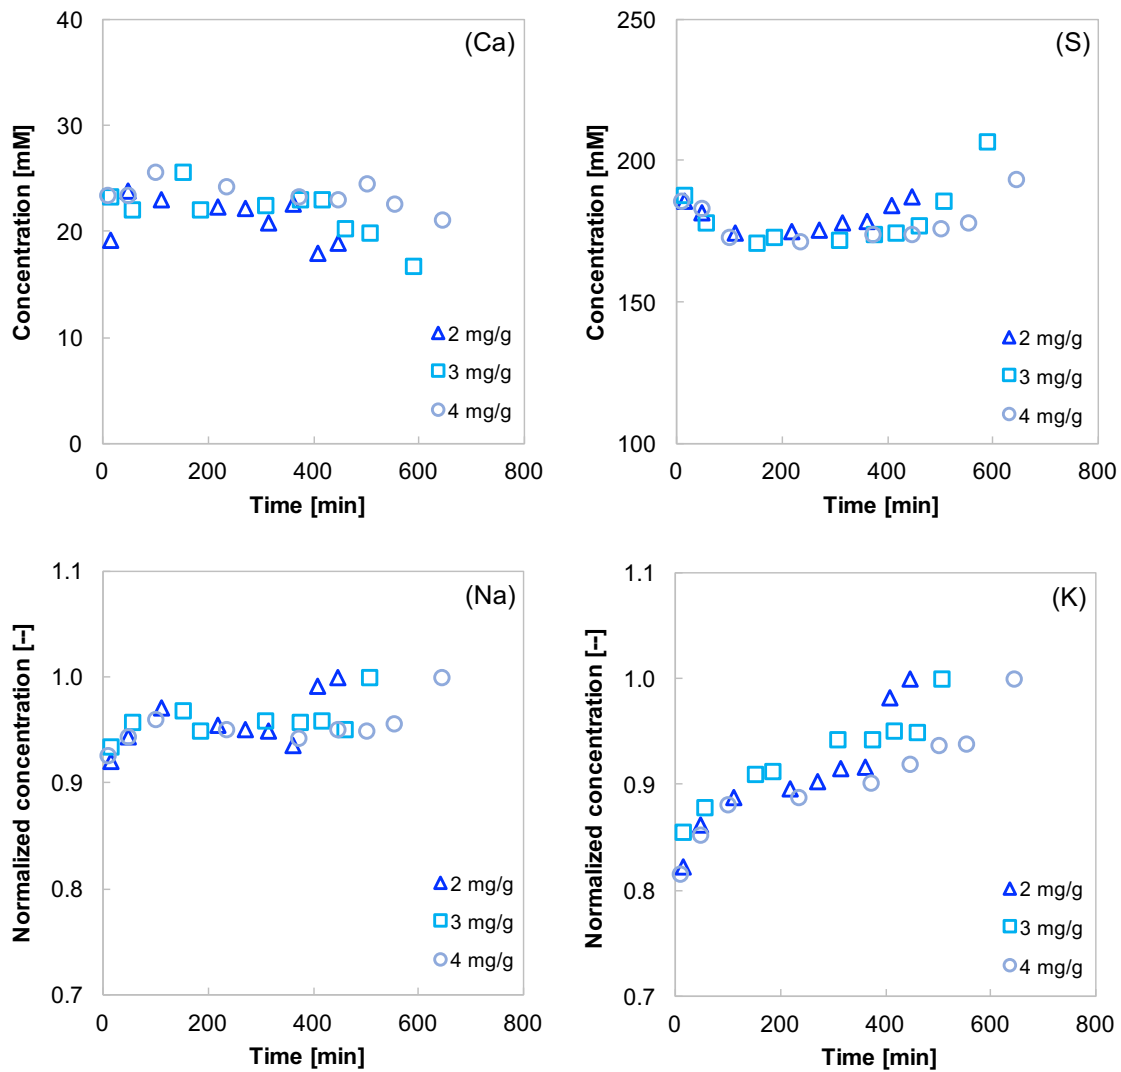 40
30
20
10
0
Concentration [mM]
(Ca)
2 mg/g
3 mg/g
4 mg/g
0 200 400 600 800
Time [min]
250
200
150
100
Concentration [mM]
(S)
2 mg/g
3 mg/g
4 mg/g
0 200 400 600 800
Time [min]
1.1
1.0
0.9
0.8
0.7
Normalized concentration [--]
(Na)
2 mg/g
3 mg/g
4 mg/g
0 200 400 600 800
Time [min]
1.1
1.0
0.9
0.8
0.7
Normalized concentration [--]
(K)
2 mg/g
3 mg/g
4 mg/g
0 200 400 600 800
Time [min]